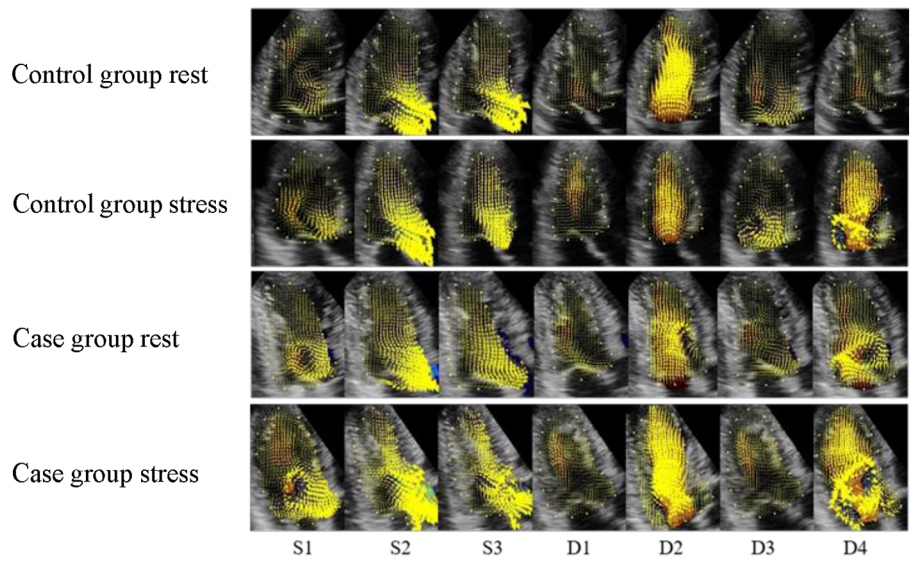 Control group rest
Control group stress
Case group rest
Case group stress
S1 S2 S3 D1 D2 D3 D4